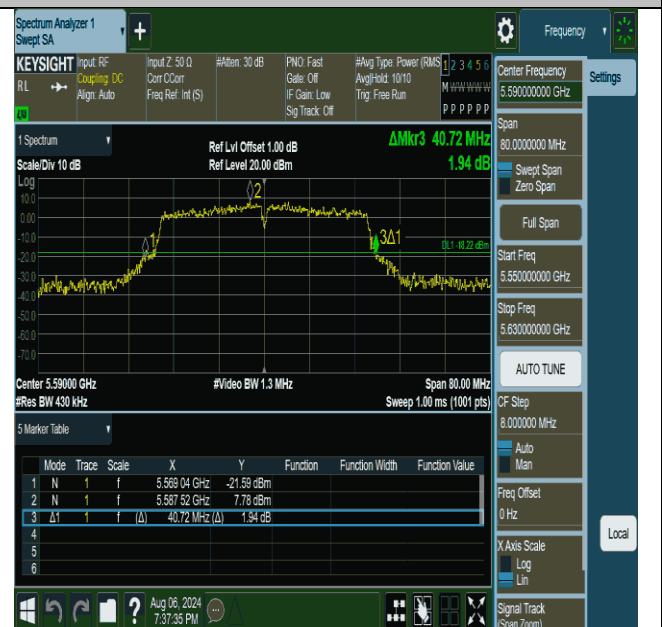 Spectrum Analyzer 1
Swept SA
+
Frequency
KEYSIGHT
RL
Input: RF
Coupling: DC
Align: Auto
Input Z: 50 Ω
Corr CCorr
Freq Ref: Int (S)
#Atten: 30 dB
PNO: Fast
Gate: Off
IF Gain: Low
Sig Track: Off
#Avg Type: Power (RMS
Avg|Hold: 10/10
Trig: Free Run
1 2 3 4 5 6
M WW WW W
P P P P P P
1 Spectrum
Scale/Div 10 dB
Ref Lvl Offset 1.00 dB
Ref Level 20.00 dBm
ΔMkr3 40.72 MHz
1.94 dB
Log
10.0
0.00
-10.0
-20.0
-30.0
-40.0
-50.0
-60.0
-70.0
1
2
3Δ1
DL1 -18.22 dBm
Center 5.59000 GHz
#Video BW 1.3 MHz
Span 80.00 MHz
#Res BW 430 kHz
Sweep 1.00 ms (1001 pts)
5 Marker Table
Mode Trace Scale X Y Function Function Width Function Value
1 N 1 f 5.569 04 GHz -21.59 dBm
2 N 1 f 5.587 52 GHz 7.78 dBm
3 Δ1 1 f (Δ) 40.72 MHz (Δ) 1.94 dB
4
5
6
Aug 06, 2024
7:37:35 PM
?
Center Frequency
5.590000000 GHz
Settings
Span
80.0000000 MHz
Swept Span
Zero Span
Full Span
Start Freq
5.550000000 GHz
Stop Freq
5.630000000 GHz
AUTO TUNE
CF Step
8.000000 MHz
Auto
Man
Freq Offset
0 Hz
X Axis Scale
Log
Lin
Local
Signal Track
(Span Zoom)